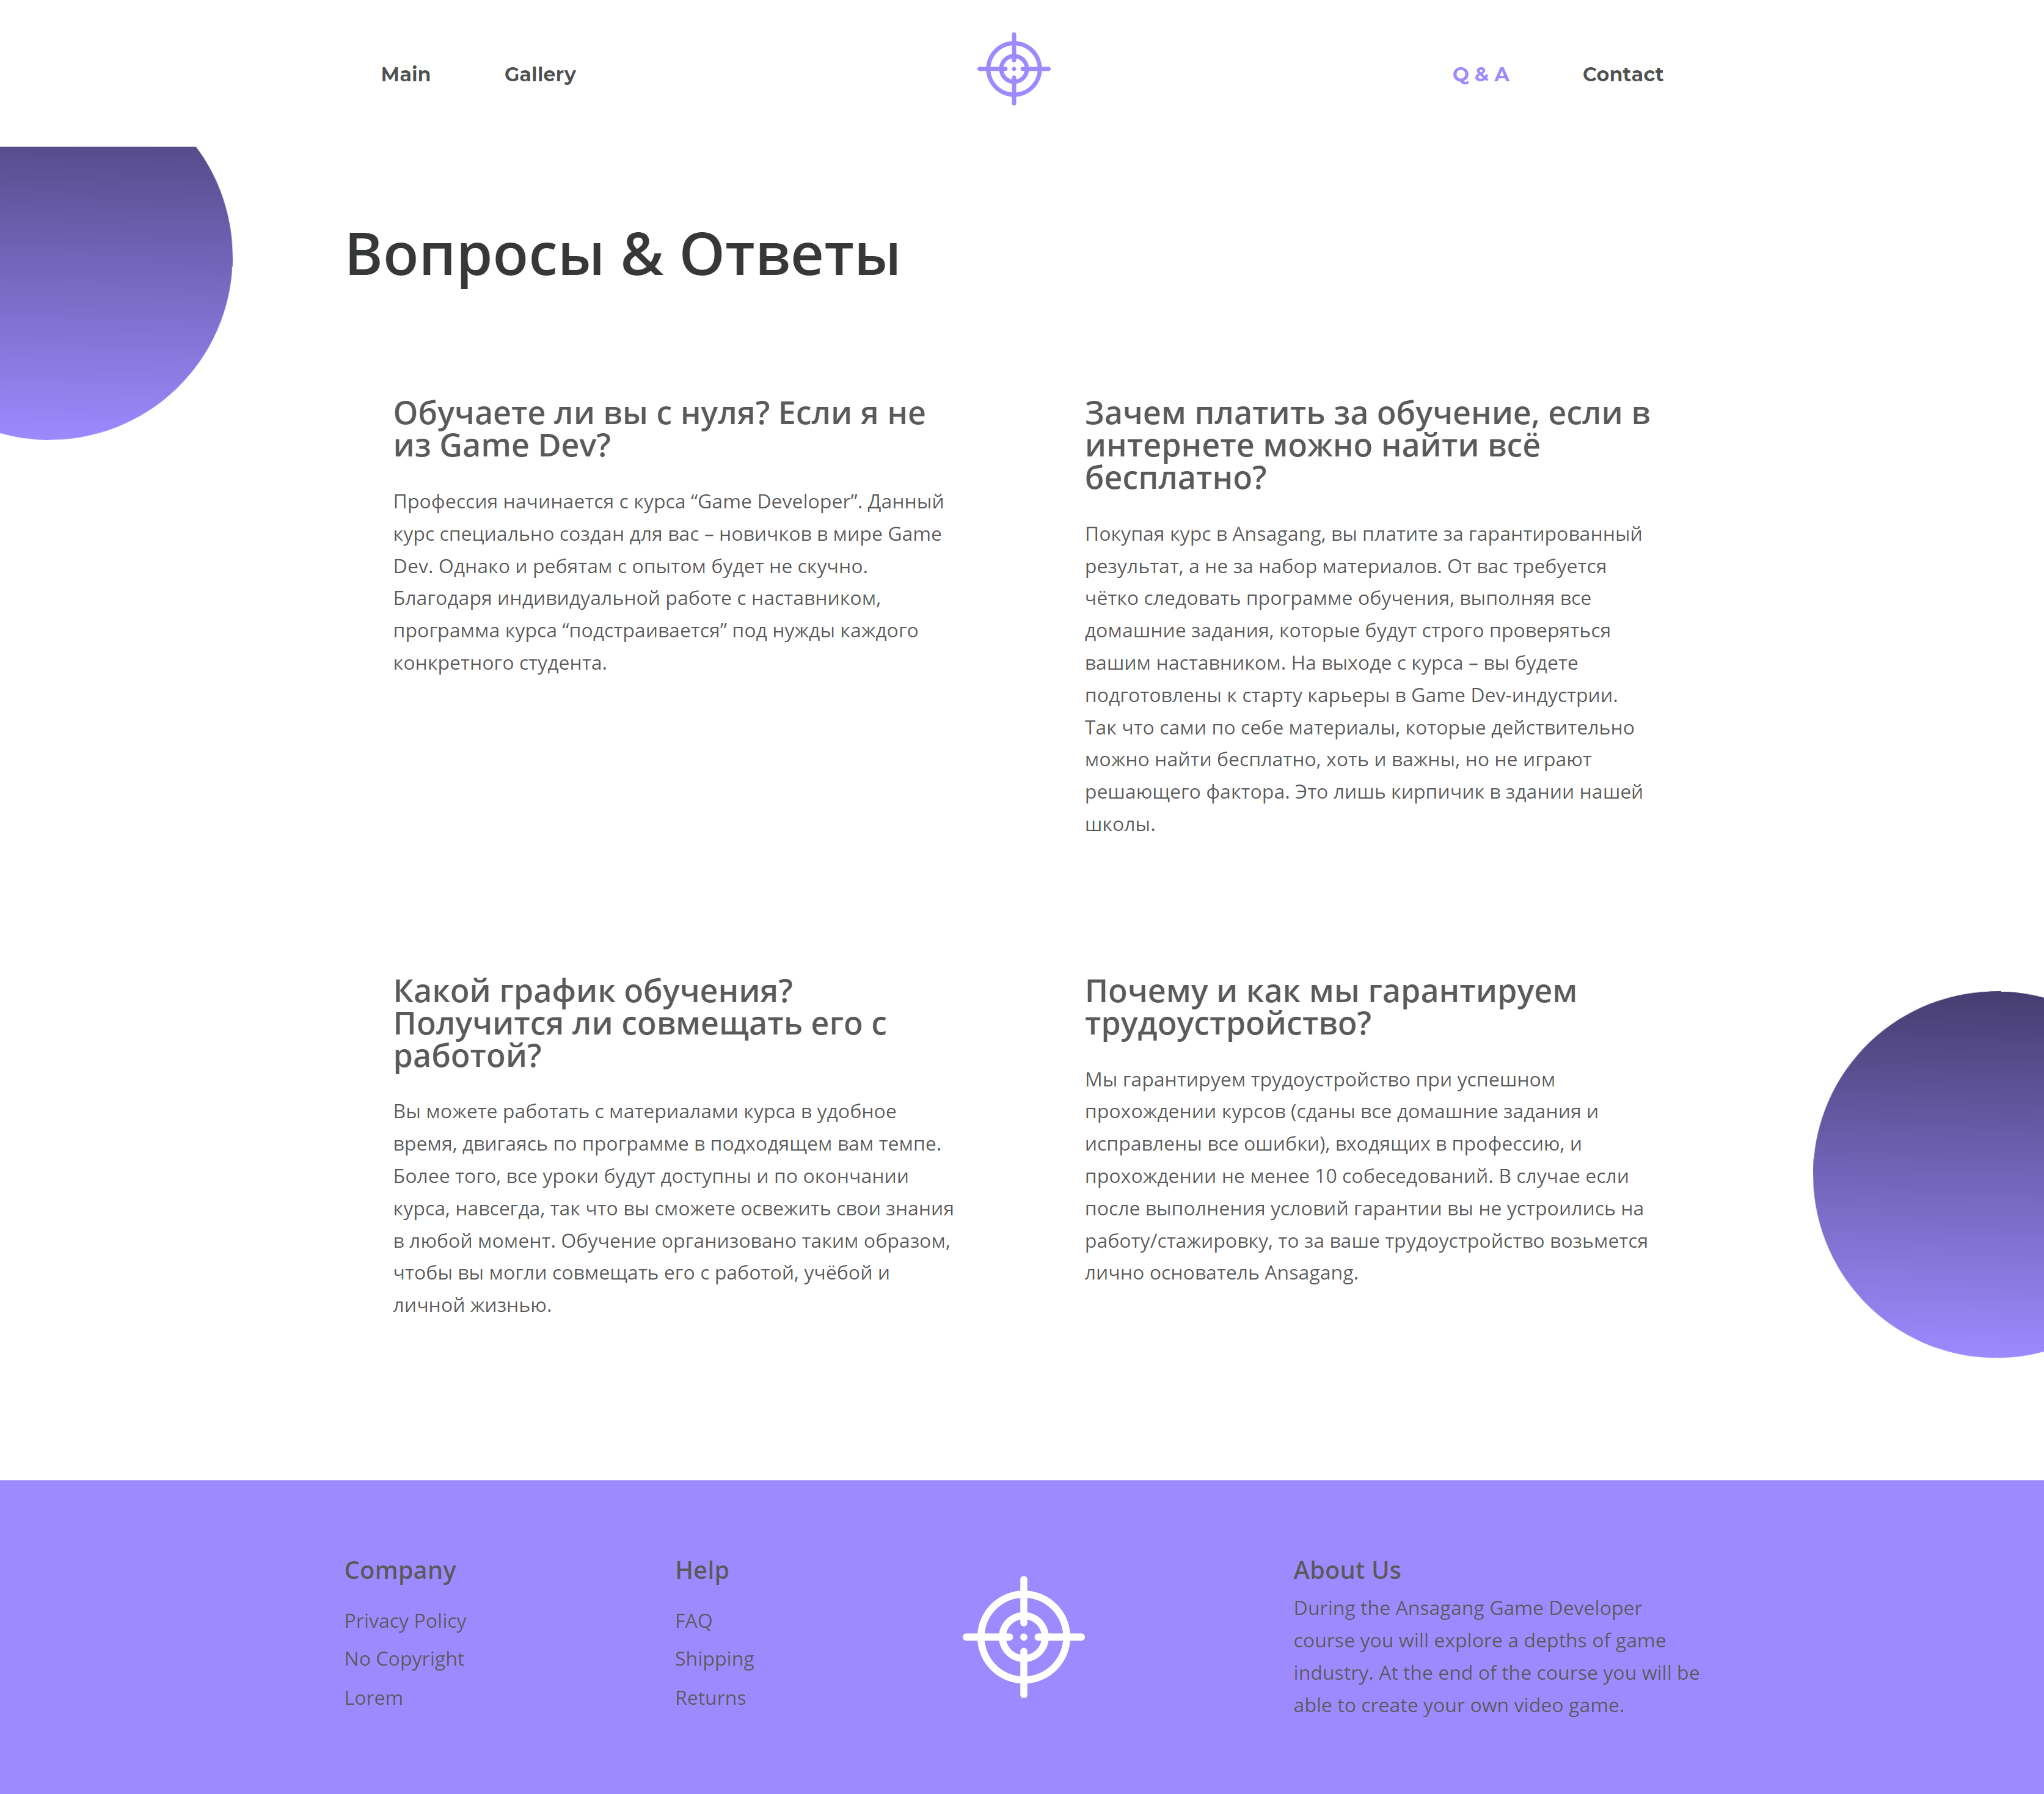 Main
Gallery
Q & A
Contact
Вопросы & Ответы
Обучаете ли вы с нуля? Если я не
из Game Dev?
Профессия начинается с курса “Game Developer”. Данный
курс специально создан для вас – новичков в мире Game
Dev. Однако и ребятам с опытом будет не скучно.
Благодаря индивидуальной работе с наставником,
программа курса “подстраивается” под нужды каждого
конкретного студента.
Зачем платить за обучение, если в
интернете можно найти всё
бесплатно?
Покупая курс в Ansagang, вы платите за гарантированный
результат, а не за набор материалов. От вас требуется
чётко следовать программе обучения, выполняя все
домашние задания, которые будут строго проверяться
вашим наставником. На выходе с курса – вы будете
подготовлены к старту карьеры в Game Dev-индустрии.
Так что сами по себе материалы, которые действительно
можно найти бесплатно, хоть и важны, но не играют
решающего фактора. Это лишь кирпичик в здании нашей
школы.
Какой график обучения?
Получится ли совмещать его с
работой?
Вы можете работать с материалами курса в удобное
время, двигаясь по программе в подходящем вам темпе.
Более того, все уроки будут доступны и по окончании
курса, навсегда, так что вы сможете освежить свои знания
в любой момент. Обучение организовано таким образом,
чтобы вы могли совмещать его с работой, учёбой и
личной жизнью.
Почему и как мы гарантируем
трудоустройство?
Мы гарантируем трудоустройство при успешном
прохождении курсов (сданы все домашние задания и
исправлены все ошибки), входящих в профессию, и
прохождении не менее 10 собеседований. В случае если
после выполнения условий гарантии вы не устроились на
работу/стажировку, то за ваше трудоустройство возьмется
лично основатель Ansagang.
Company
Privacy Policy
No Copyright
Lorem
Help
FAQ
Shipping
Returns
About Us
During the Ansagang Game Developer
course you will explore a depths of game
industry. At the end of the course you will be
able to create your own video game.